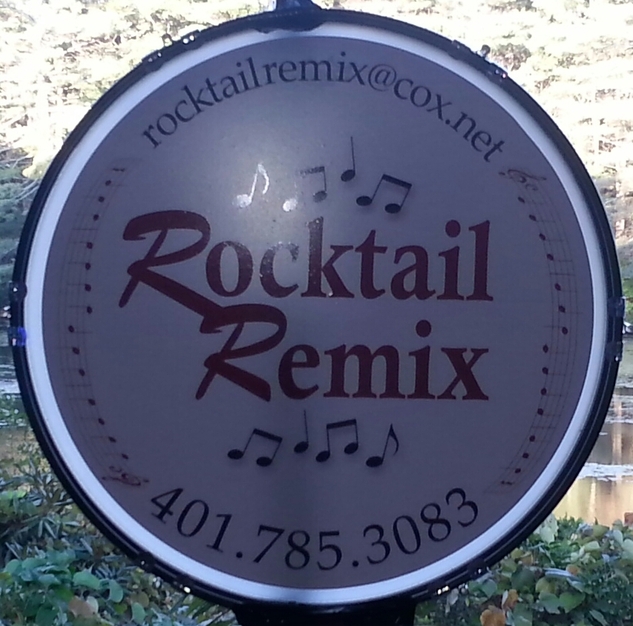 rocktailremix@cox.net
Rocktail
Remix
401.785.3083